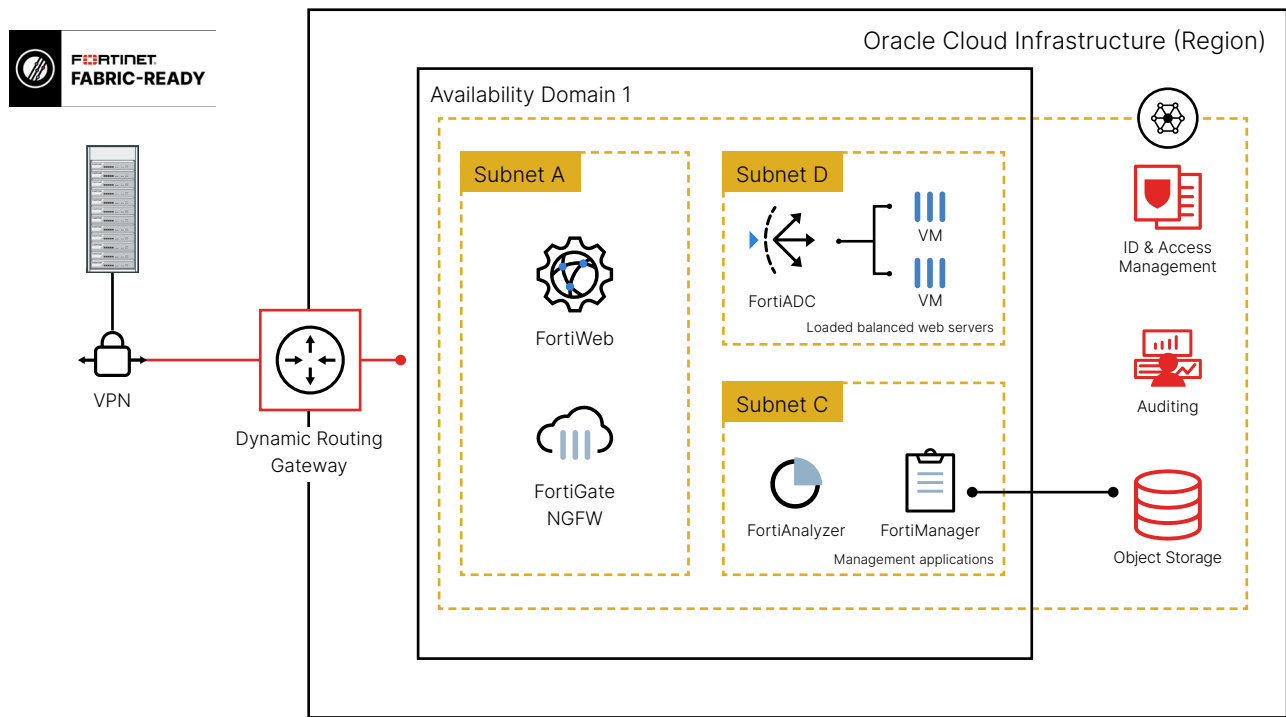 FORTINET
FABRIC-READY
Oracle Cloud Infrastructure (Region)
Availability Domain 1
Subnet A
FortiWeb
FortiGate
NGFW
Subnet D
FortiADC
VM
VM
Loaded balanced web servers
Subnet C
FortiAnalyzer
FortiManager
Management applications
ID & Access
Management
Auditing
Object Storage
VPN
Dynamic Routing
Gateway